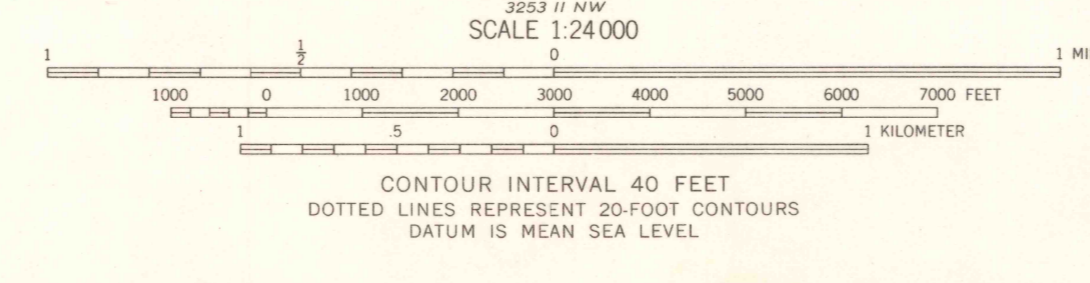 3253 II NW
SCALE 1:24 000
1 ½ 0 1
1000 0 1000 2000 3000 4000 5000 6000 7000 FEET
1 .5 0 1 KILOMETER
CONTOUR INTERVAL 40 FEET
DOTTED LINES REPRESENT 20-FOOT CONTOURS
DATUM IS MEAN SEA LEVEL